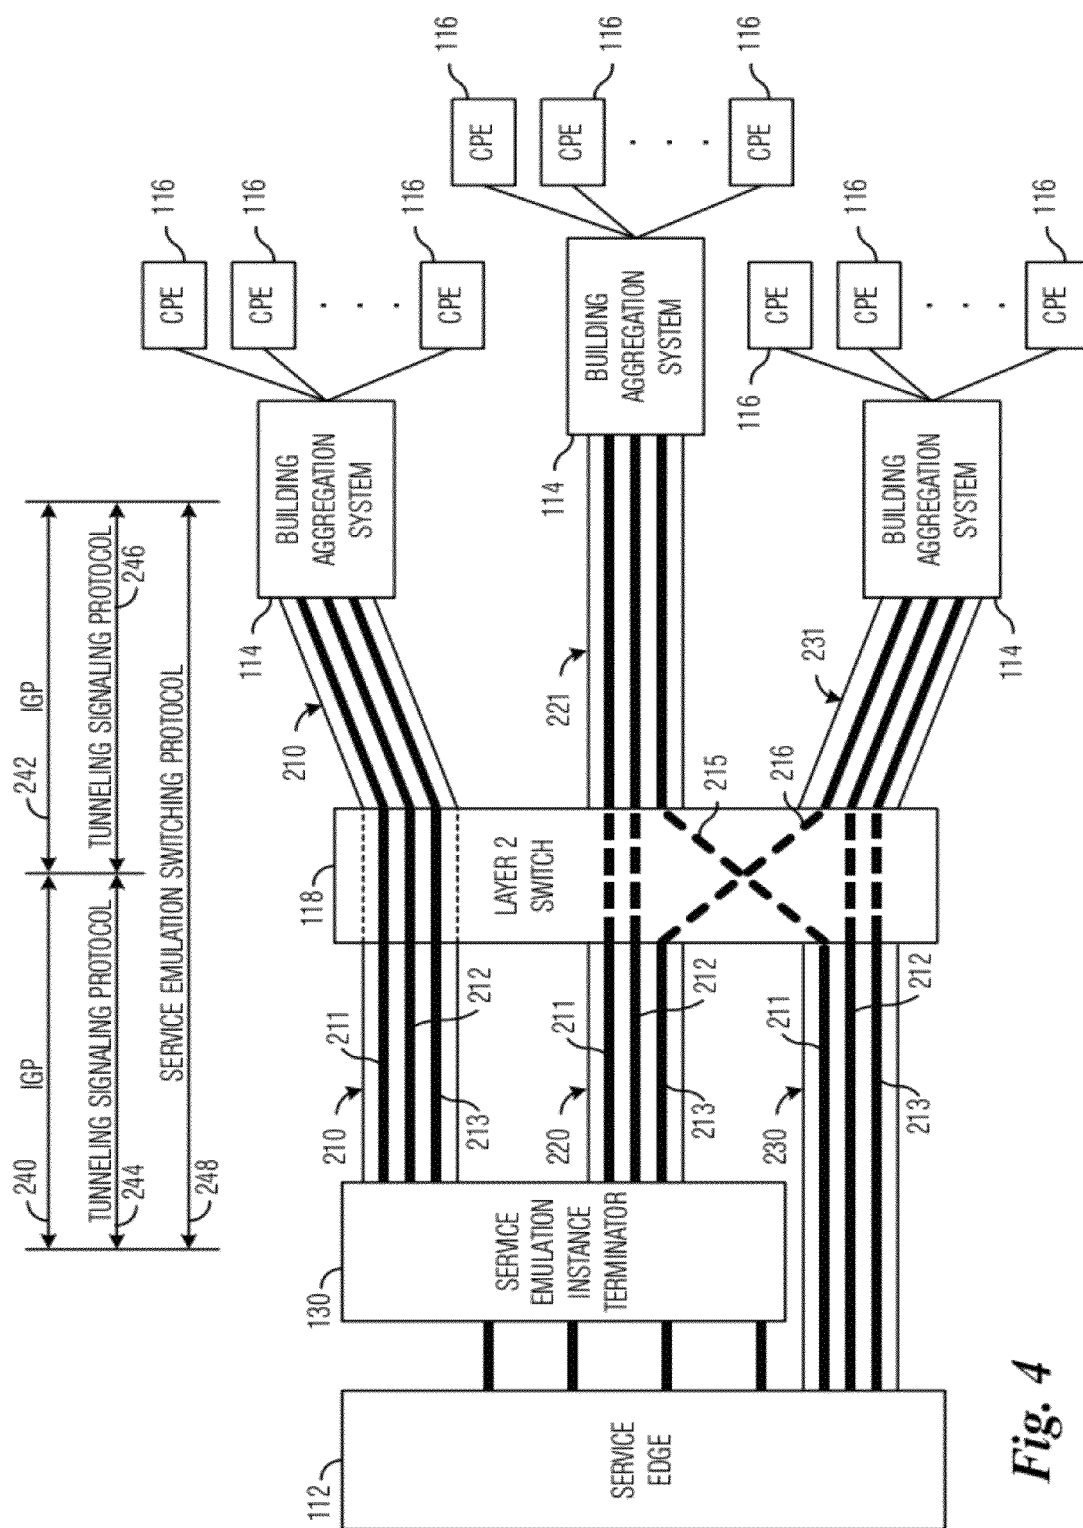 240
IGP
242
IGP
TUNNELING SIGNALING PROTOCOL
244
TUNNELING SIGNALING PROTOCOL
246
SERVICE EMULATION SWITCHING PROTOCOL
248
112
SERVICE
EDGE
130
SERVICE
EMULATION
INSTANCE
TERMINATOR
210
211
212
213
220
211
212
213
230
211
212
213
118
LAYER 2
SWITCH
215
216
210
221
231
114
BUILDING
AGGREGATION
SYSTEM
CPE
116
CPE
116
CPE
116
114
BUILDING
AGGREGATION
SYSTEM
CPE
116
CPE
116
CPE
116
114
BUILDING
AGGREGATION
SYSTEM
CPE
116
CPE
116
CPE
116
Fig. 4